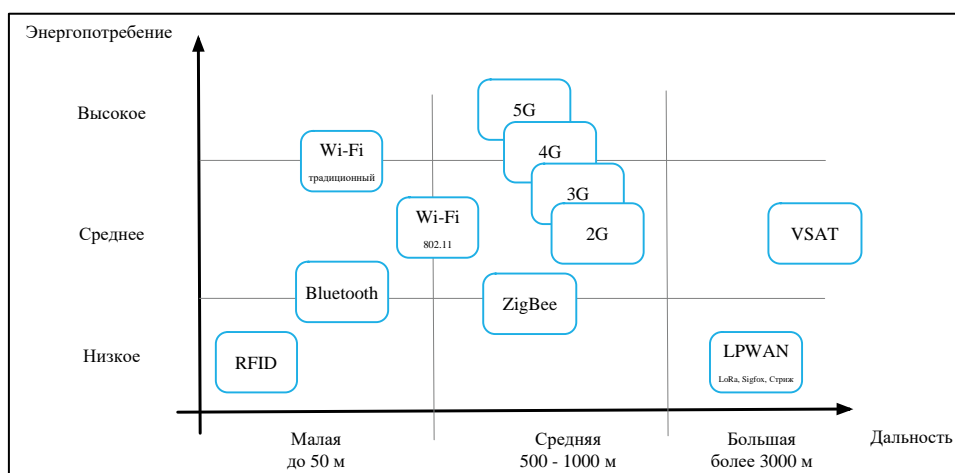 Энергопотребение
Высокое
5G
Wi-Fi
традиционный
4G
3G
Wi-Fi
802.11
Среднее
2G
VSAT
Bluetooth
ZigBee
Низкое
RFID
LPWAN
LoRa, Sigfox, Стриж
Малая
до 50 м
Средняя
500 - 1000 м
Большая
более 3000 м
Дальность